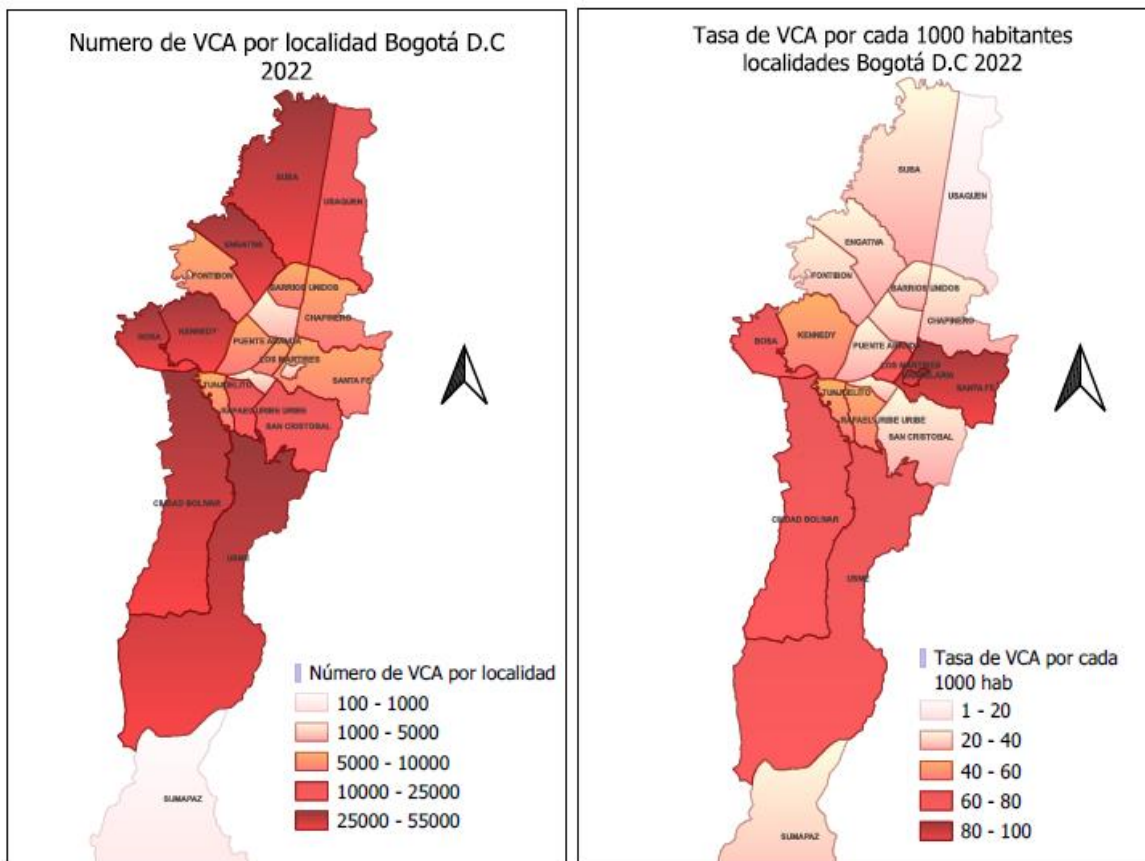 Numero de VCA por localidad Bogotá D.C
2022
SUBA
USAQUEN
ENGATIVA
FONTIBON
BARRIOS UNIDOS
CHAPINERO
BOSA
KENNEDY
PUENTE ARANDA
LOS MARTIRES
SANTA FE
TUNJUELITO
RAFAEL URIBE URIBE
SAN CRISTOBAL
CIUDAD BOLIVAR
USME
SUMAPAZ
Número de VCA por localidad
100 - 1000
1000 - 5000
5000 - 10000
10000 - 25000
25000 - 55000
Tasa de VCA por cada 1000 habitantes
localidades Bogotá D.C 2022
SUBA
USAQUEN
ENGATIVA
FONTIBON
BARRIOS UNIDOS
CHAPINERO
BOSA
KENNEDY
PUENTE ARANDA
LOS MARTIRES
SANTA FE
TUNJUELITO
RAFAEL URIBE URIBE
SAN CRISTOBAL
CIUDAD BOLIVAR
USME
SUMAPAZ
Tasa de VCA por cada
1000 hab
1 - 20
20 - 40
40 - 60
60 - 80
80 - 100